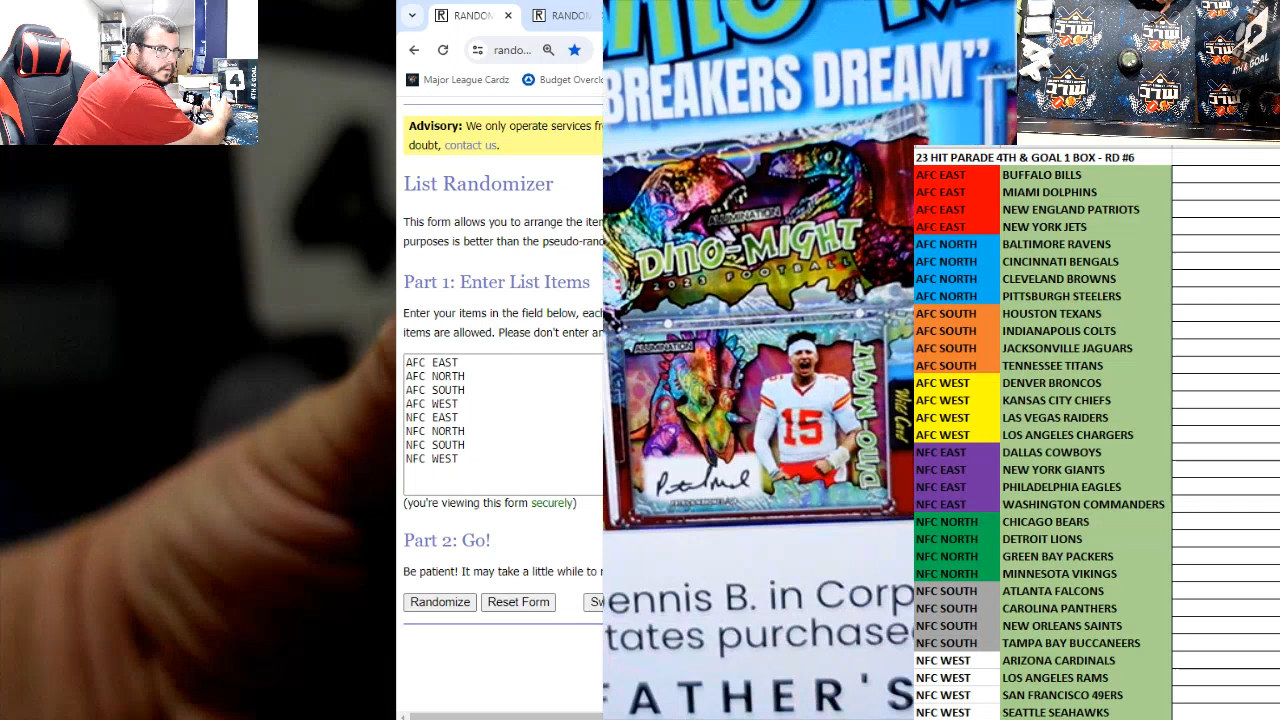 RANDOM
RANDOM
rando...
Major League Cardz
Budget Overcl
Advisory: We only operate services fr
doubt, contact us.
List Randomizer
This form allows you to arrange the iter
purposes is better than the pseudo-rand
Part 1: Enter List Items
Enter your items in the field below, each
items are allowed. Please don't enter an
AFC EAST
AFC NORTH
AFC SOUTH
AFC WEST
NFC EAST
NFC NORTH
NFC SOUTH
NFC WEST
(you're viewing this form securely)
Part 2: Go!
Be patient! It may take a little while to r
Randomize
Reset Form
Sw
4
4TH & GOAL
BREAKERS DREAM"
ALUMINATION
DINO-MIGHT
2023 FOOTBALL
ALUMINATION
15
DINO-MIGHT
Wild Card
ennis B. in Corp
tates purchased
FATHER'S
23 HIT PARADE 4TH & GOAL 1 BOX - RD #6
AFC EAST BUFFALO BILLS
AFC EAST MIAMI DOLPHINS
AFC EAST NEW ENGLAND PATRIOTS
AFC EAST NEW YORK JETS
AFC NORTH BALTIMORE RAVENS
AFC NORTH CINCINNATI BENGALS
AFC NORTH CLEVELAND BROWNS
AFC NORTH PITTSBURGH STEELERS
AFC SOUTH HOUSTON TEXANS
AFC SOUTH INDIANAPOLIS COLTS
AFC SOUTH JACKSONVILLE JAGUARS
AFC SOUTH TENNESSEE TITANS
AFC WEST DENVER BRONCOS
AFC WEST KANSAS CITY CHIEFS
AFC WEST LAS VEGAS RAIDERS
AFC WEST LOS ANGELES CHARGERS
NFC EAST DALLAS COWBOYS
NFC EAST NEW YORK GIANTS
NFC EAST PHILADELPHIA EAGLES
NFC EAST WASHINGTON COMMANDERS
NFC NORTH CHICAGO BEARS
NFC NORTH DETROIT LIONS
NFC NORTH GREEN BAY PACKERS
NFC NORTH MINNESOTA VIKINGS
NFC SOUTH ATLANTA FALCONS
NFC SOUTH CAROLINA PANTHERS
NFC SOUTH NEW ORLEANS SAINTS
NFC SOUTH TAMPA BAY BUCCANEERS
NFC WEST ARIZONA CARDINALS
NFC WEST LOS ANGELES RAMS
NFC WEST SAN FRANCISCO 49ERS
NFC WEST SEATTLE SEAHAWKS